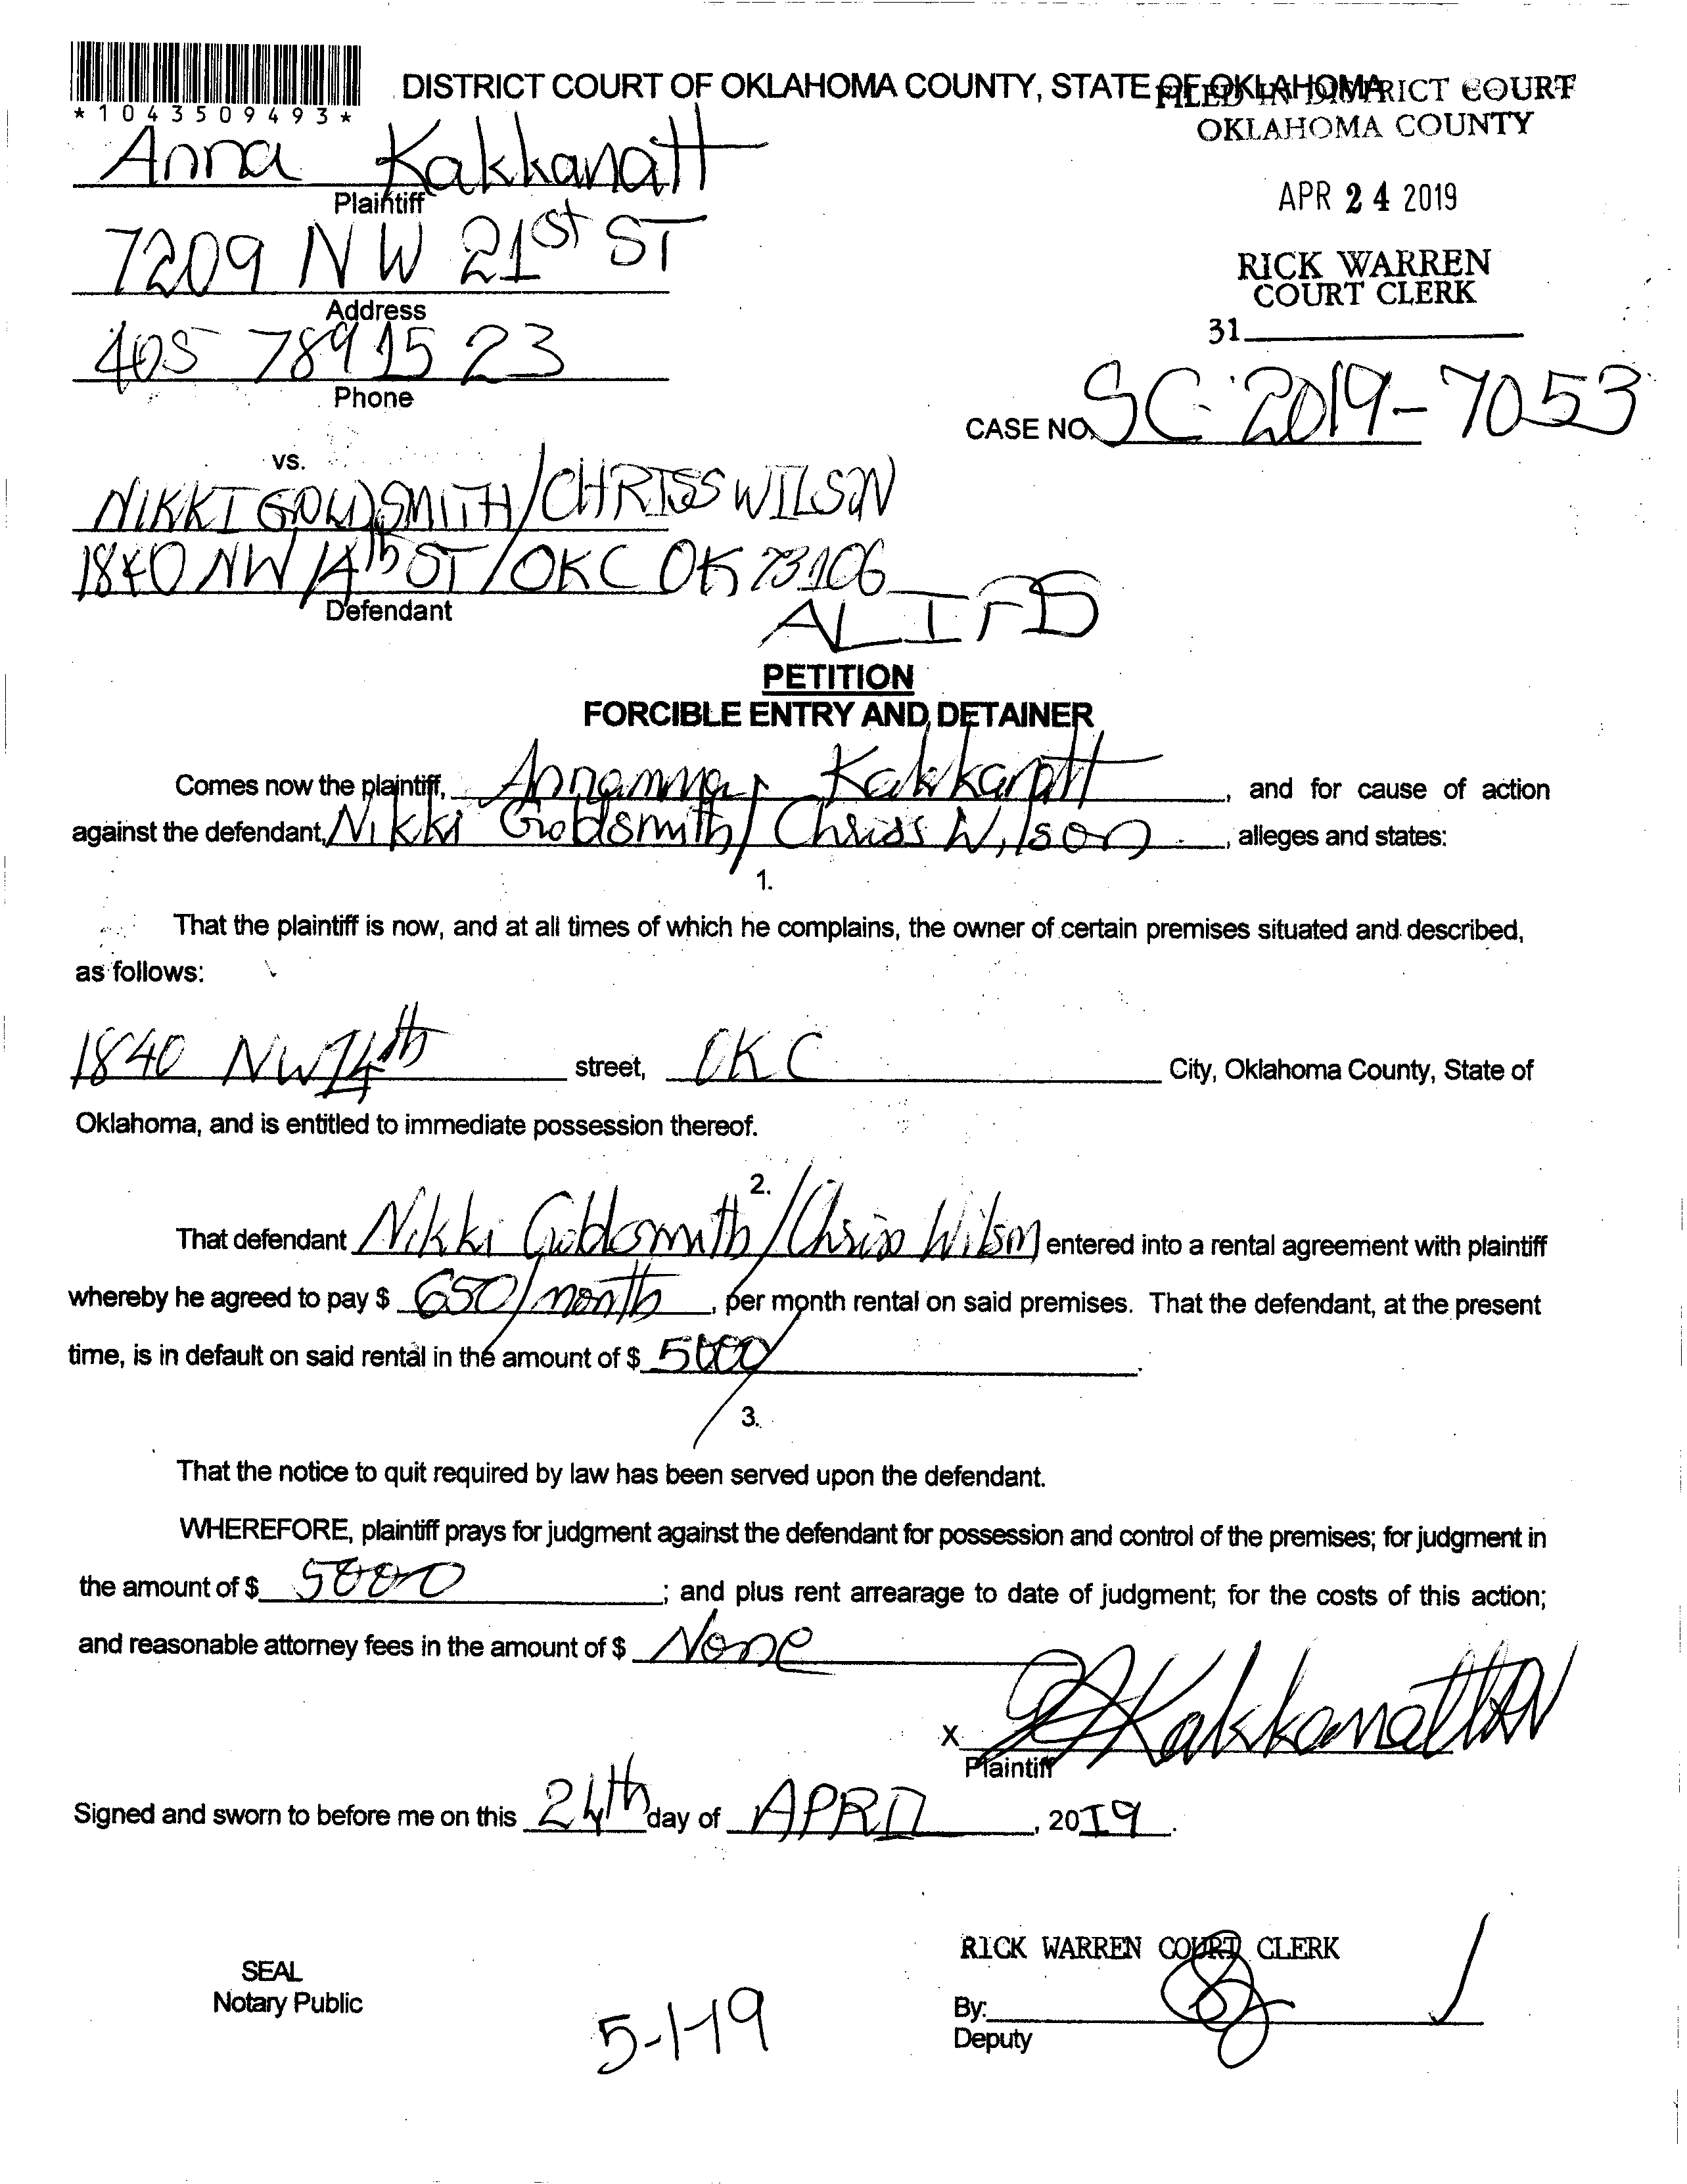 *1043509493*
DISTRICT COURT OF OKLAHOMA COUNTY, STATE OF OKLAHOMA
FILED IN DISTRICT COURT
OKLAHOMA COUNTY
APR 24 2019
RICK WARREN
COURT CLERK
31
Anna Kakkanatt
Plaintiff
7209 NW 21st ST
Address
405 789 1523
Phone
CASE NO. SC-2019-7053
vs.
NIKKI GOLDSMITH/CHRISS WILSON
1840 NW 14th ST/OKC OK 73106
Defendant
PETITION
FORCIBLE ENTRY AND DETAINER
Comes now the plaintiff, Annamma Kakkanatt, and for cause of action
against the defendant, Nikki Goldsmith/Chriss Wilson, alleges and states:
1.
That the plaintiff is now, and at all times of which he complains, the owner of certain premises situated and described,
as follows:
1840 NW 14th street, OKC City, Oklahoma County, State of
Oklahoma, and is entitled to immediate possession thereof.
2.
That defendant Nikki Goldsmith/Chriss Wilson entered into a rental agreement with plaintiff
whereby he agreed to pay $ 650/month, per month rental on said premises. That the defendant, at the present
time, is in default on said rental in the amount of $ 5000/.
3.
That the notice to quit required by law has been served upon the defendant.
WHEREFORE, plaintiff prays for judgment against the defendant for possession and control of the premises; for judgment in
the amount of $ 5000; and plus rent arrearage to date of judgment; for the costs of this action;
and reasonable attorney fees in the amount of $ None
X Kakkanatt
Plaintiff
Signed and sworn to before me on this 24th day of APRIL, 2019.
RICK WARREN COURT CLERK
SEAL
Notary Public
5-1-19
By:
Deputy